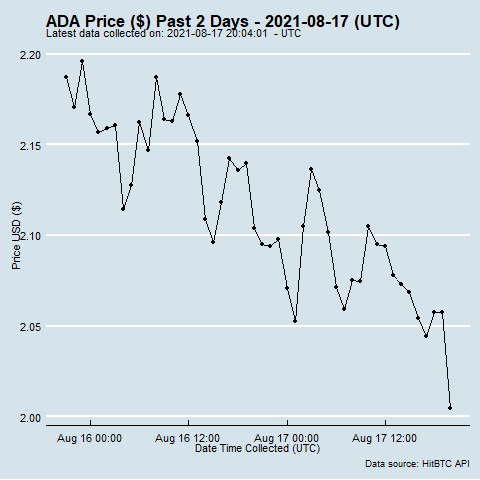 ADA Price ($) Past 2 Days - 2021-08-17 (UTC)
Latest data collected on: 2021-08-17 20:04:01  - UTC
2.20
2.15
2.10
2.05
2.00
Price USD ($)
Aug 16 00:00 Aug 16 12:00 Aug 17 00:00 Aug 17 12:00
Date Time Collected (UTC)
Data source: HitBTC API